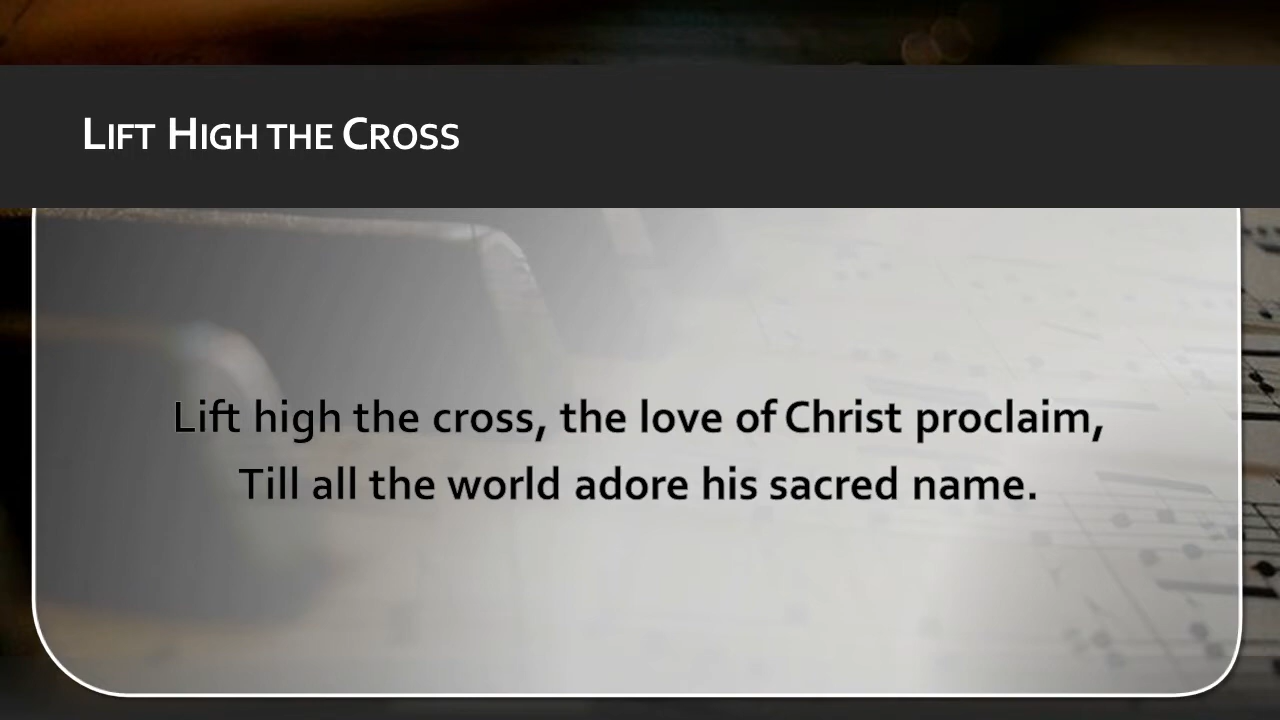 Lift High the Cross
Lift high the cross, the love of Christ proclaim,
Till all the world adore his sacred name.